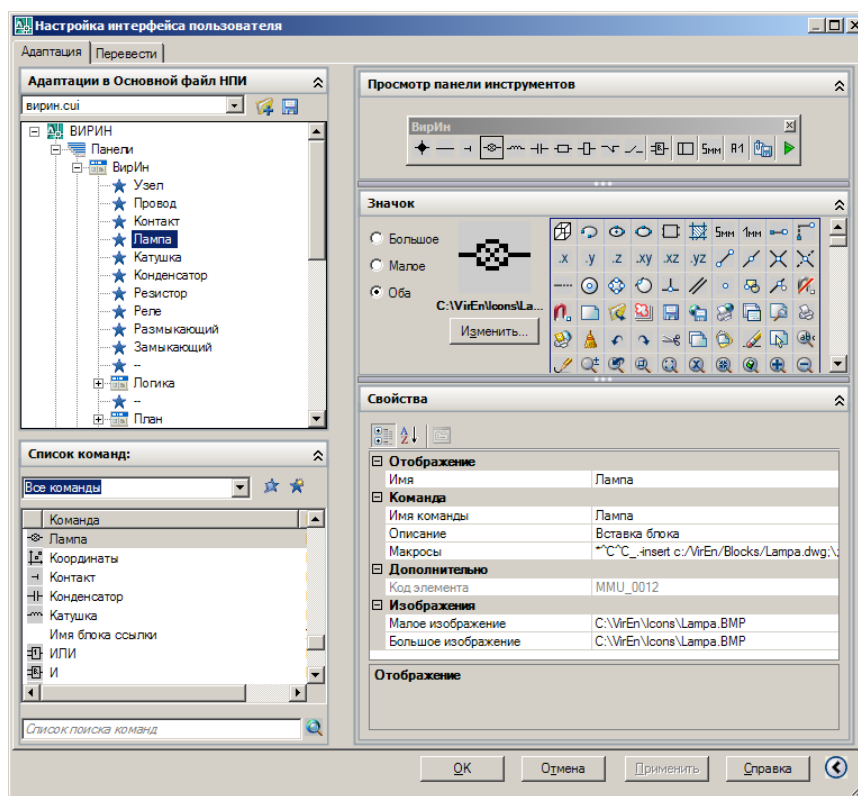 Настройка интерфейса пользователя
Адаптация
Перевести
Адаптации в Основной файл НПИ
вирин.cui
ВИРИН
Панели
ВирИн
Узел
Провод
Контакт
Лампа
Катушка
Конденсатор
Резистор
Реле
Размыкающий
Замыкающий
--
Логика
--
План
Список команд:
Все команды
Команда
Лампа
Координаты
Контакт
Конденсатор
Катушка
Имя блока ссылки
ИЛИ
И
Список поиска команд
Просмотр панели инструментов
ВирИн
5мм
Значок
Большое
Малое
Оба
C:\VirEn\Icons\La...
Изменить...
5мм 1мм
.x .y .z .xy .xz .yz
Свойства
Отображение
Имя Лампа
Команда
Имя команды Лампа
Описание Вставка блока
Макросы *^C^C_.-insert c:/VirEn/Blocks/Lampa.dwg;\;
Дополнительно
Код элемента MMU_0012
Изображения
Малое изображение C:\VirEn\Icons\Lampa.BMP
Большое изображение C:\VirEn\Icons\Lampa.BMP
Отображение
OK
Отмена
Применить
Справка